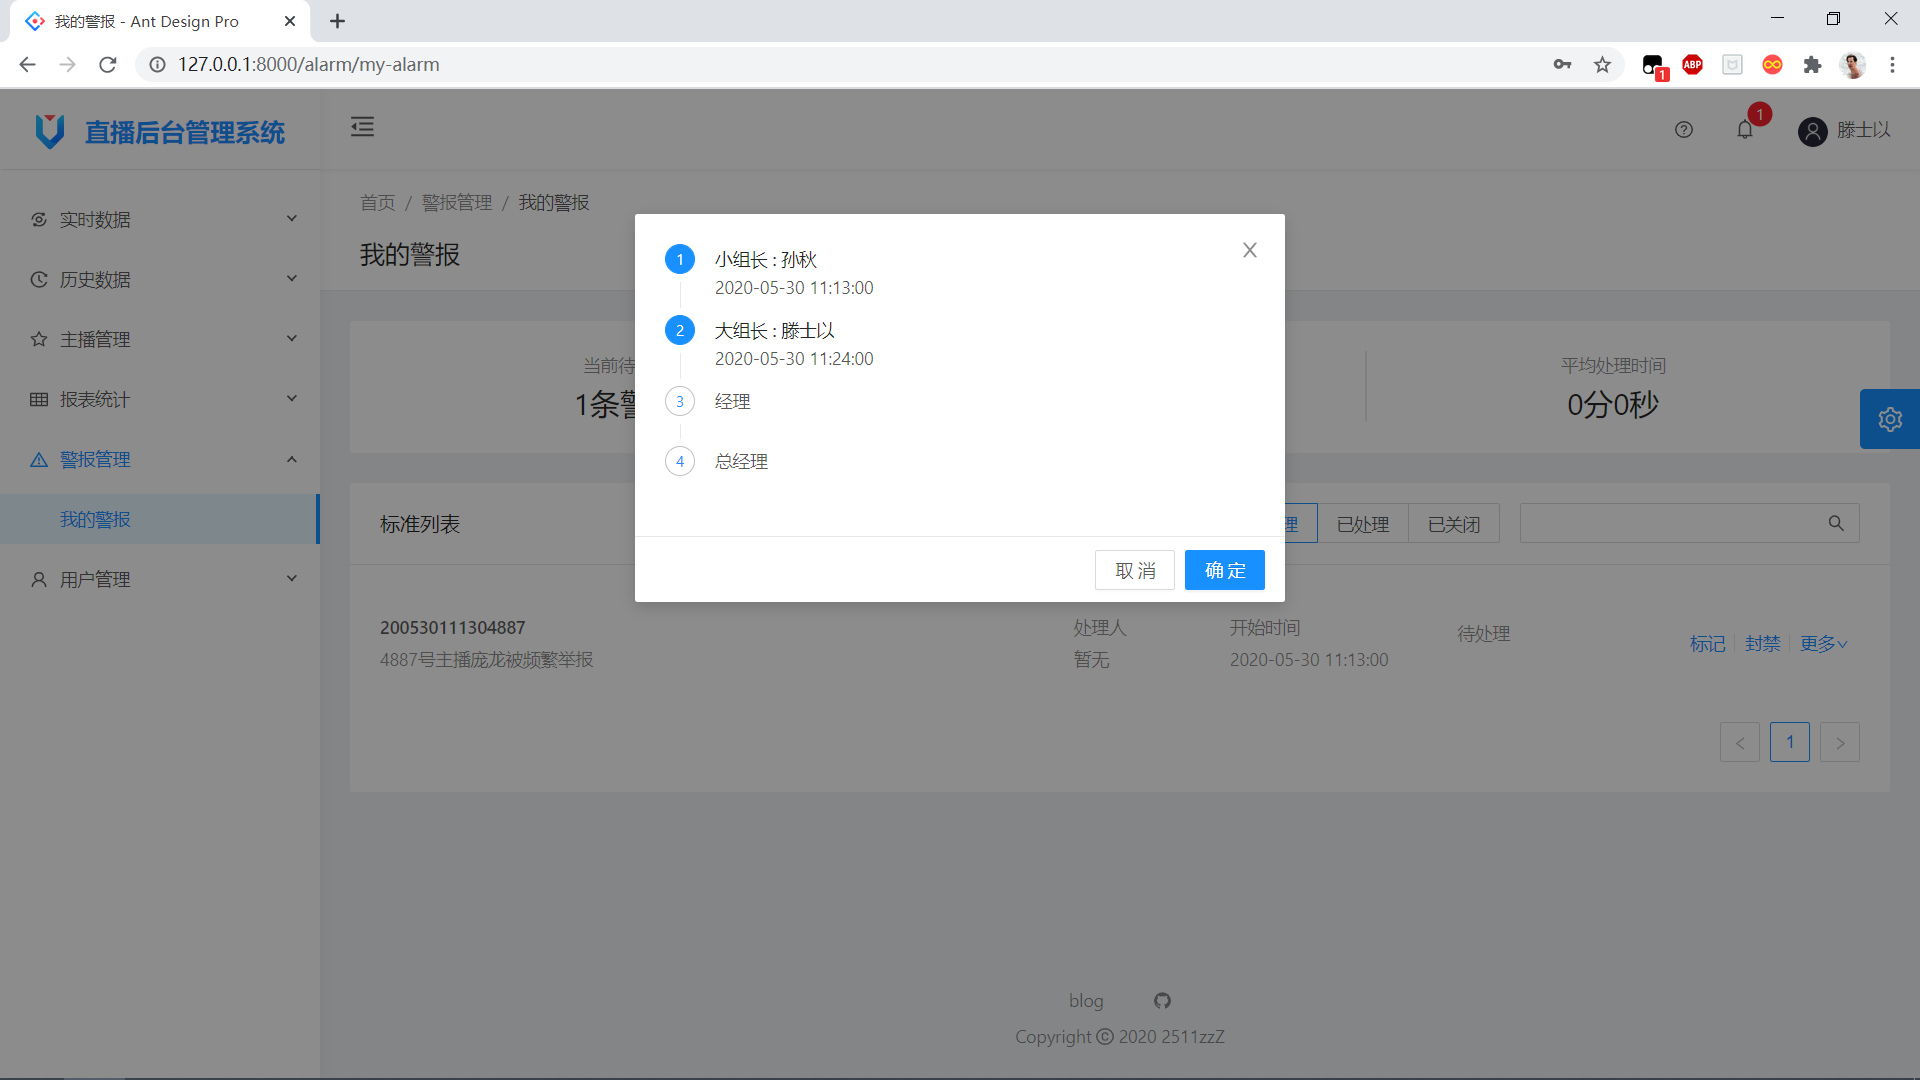 我的警报 - Ant Design Pro
127.0.0.1:8000/alarm/my-alarm
1
ABP
直播后台管理系统
1
滕士以
实时数据
历史数据
主播管理
报表统计
警报管理
我的警报
用户管理
首页 / 警报管理 / 我的警报
我的警报
当前待
1条警
平均处理时间
0分0秒
1 小组长 : 孙秋
2020-05-30 11:13:00
2 大组长 : 滕士以
2020-05-30 11:24:00
3 经理
4 总经理
取 消 确 定
标准列表
理 已处理 已关闭
200530111304887
4887号主播庞龙被频繁举报
处理人
暂无
开始时间
2020-05-30 11:13:00
待处理
标记 封禁 更多
< 1 >
blog
Copyright © 2020 2511zzZ